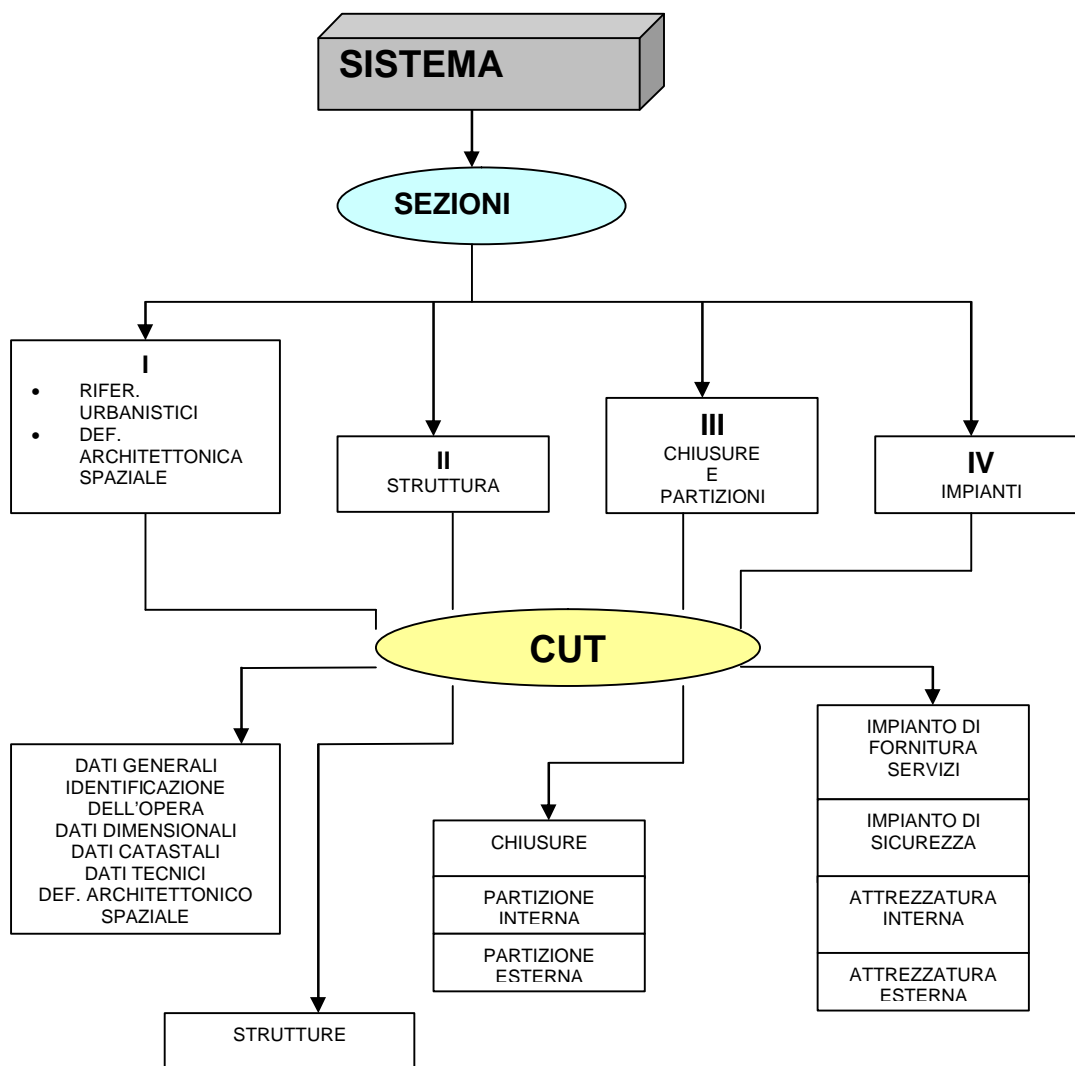 SISTEMA
SEZIONI
I
• RIFER.
URBANISTICI
• DEF.
ARCHITETTONICA
SPAZIALE
II
STRUTTURA
III
CHIUSURE
E
PARTIZIONI
IV
IMPIANTI
CUT
DATI GENERALI
IDENTIFICAZIONE
DELL'OPERA
DATI DIMENSIONALI
DATI CATASTALI
DATI TECNICI
DEF. ARCHITETTONICO
SPAZIALE
STRUTTURE
CHIUSURE
PARTIZIONE
INTERNA
PARTIZIONE
ESTERNA
IMPIANTO DI
FORNITURA
SERVIZI
IMPIANTO DI
SICUREZZA
ATTREZZATURA
INTERNA
ATTREZZATURA
ESTERNA